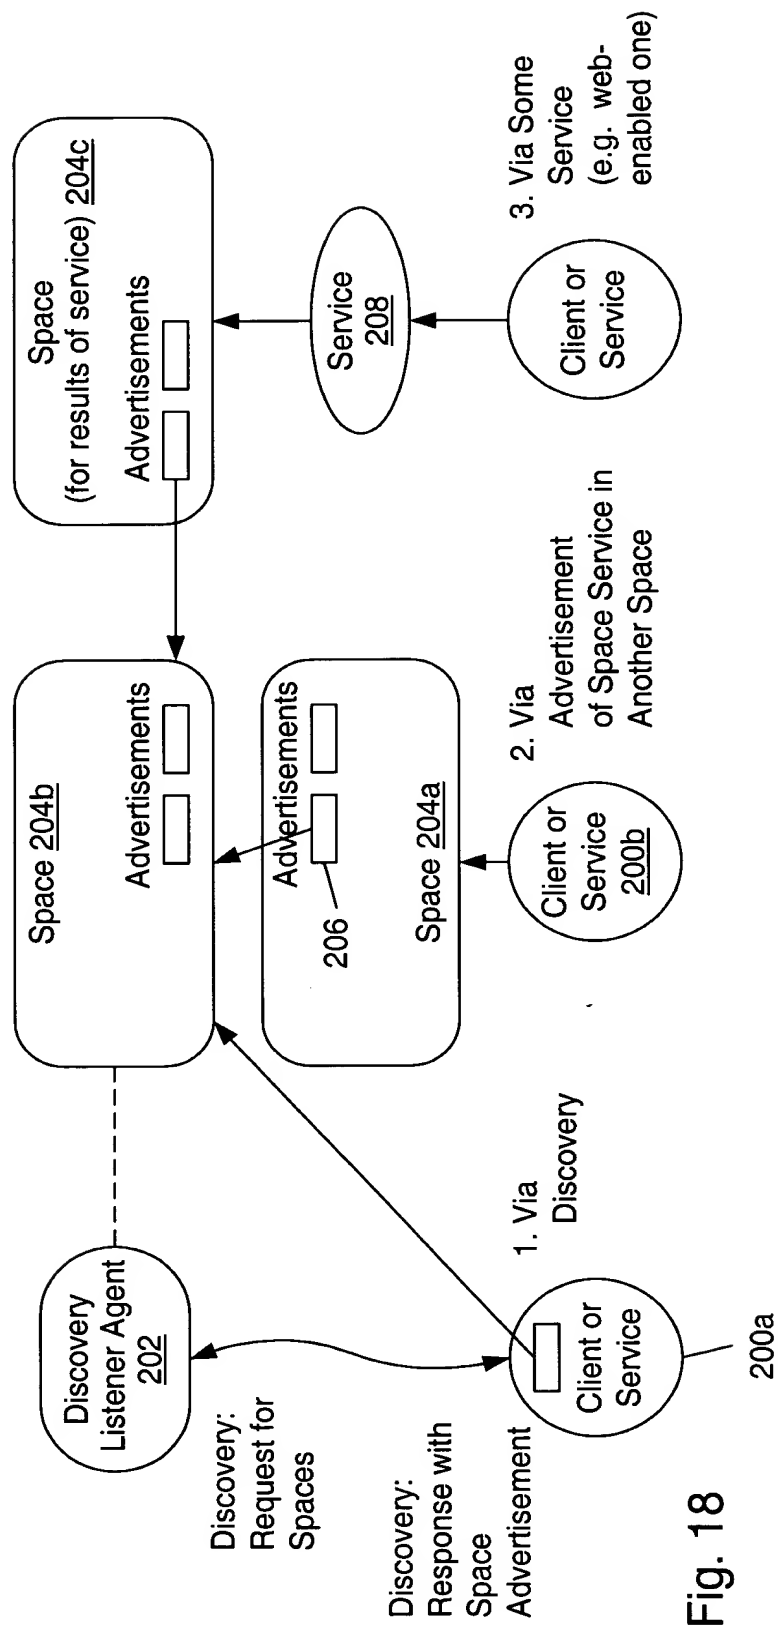 Discovery
Listener Agent
202
Space 204b
Advertisements
Space
(for results of service) 204c
Advertisements
Discovery:
Request for
Spaces
206
Advertisements
Space 204a
Service
208
Discovery:
Response with
Space
Advertisement
Client or
Service
200a
1. Via
Discovery
Client or
Service
200b
2. Via
Advertisement
of Space Service in
Another Space
Client or
Service
3. Via Some
Service
(e.g. web-
enabled one)
Fig. 18